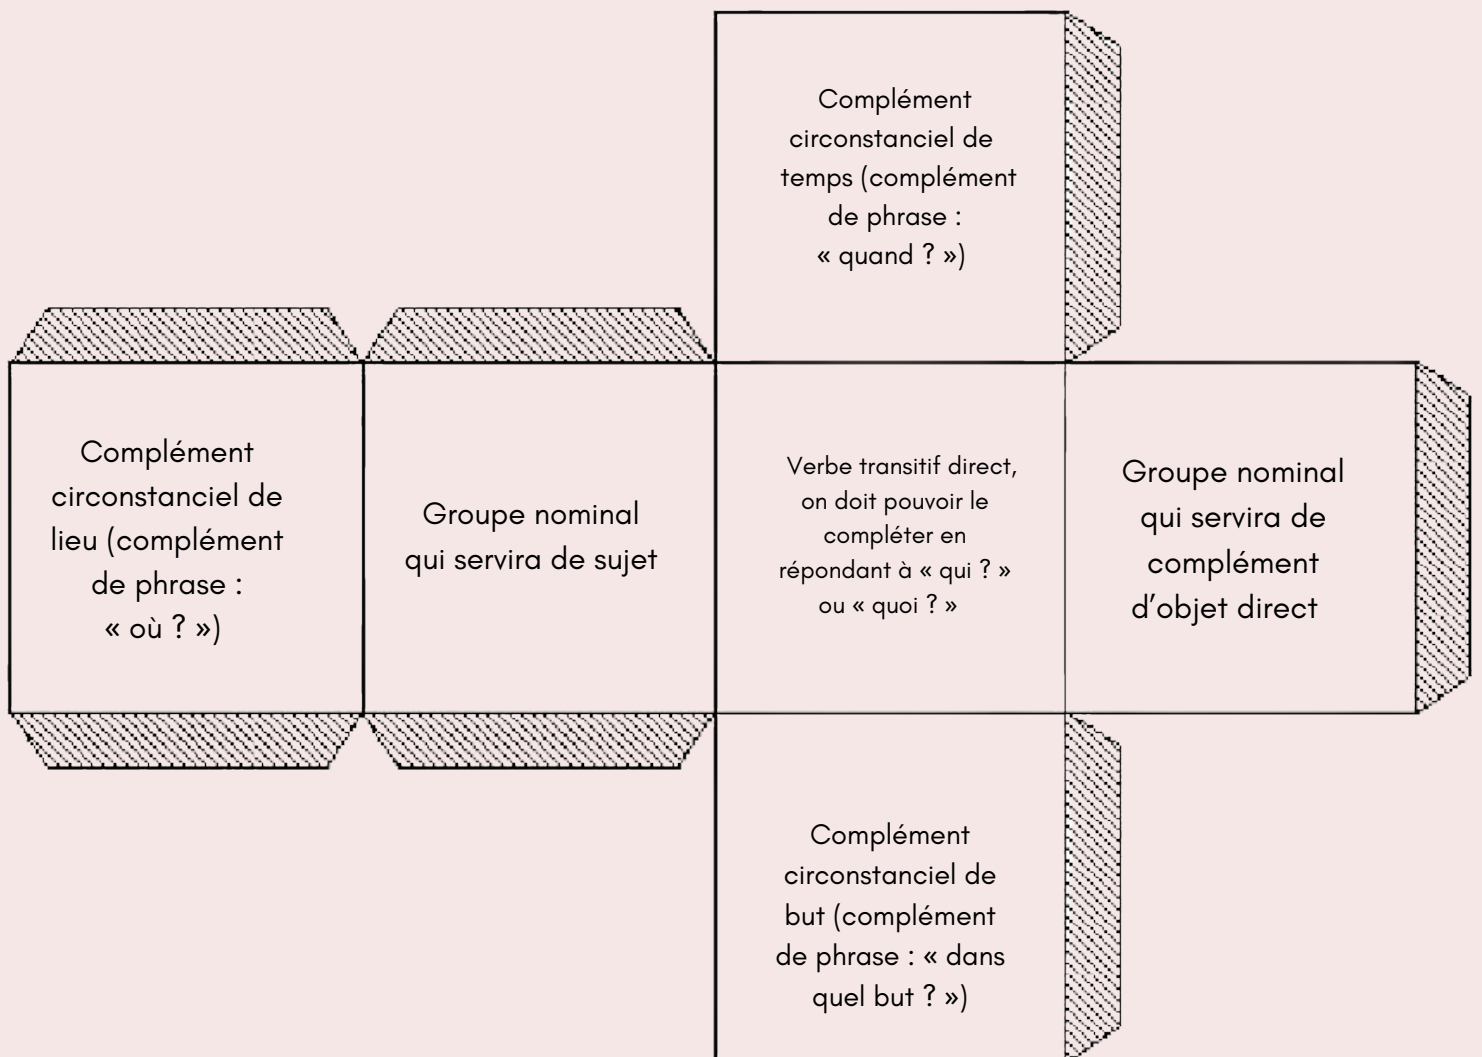 Complément
circonstanciel de
temps (complément
de phrase :
« quand ? »)
Complément
circonstanciel de
lieu (complément
de phrase :
« où ? »)
Groupe nominal
qui servira de sujet
Verbe transitif direct,
on doit pouvoir le
compléter en
répondant à « qui ? »
ou « quoi ? »
Groupe nominal
qui servira de
complément
d’objet direct
Complément
circonstanciel de
but (complément
de phrase : « dans
quel but ? »)